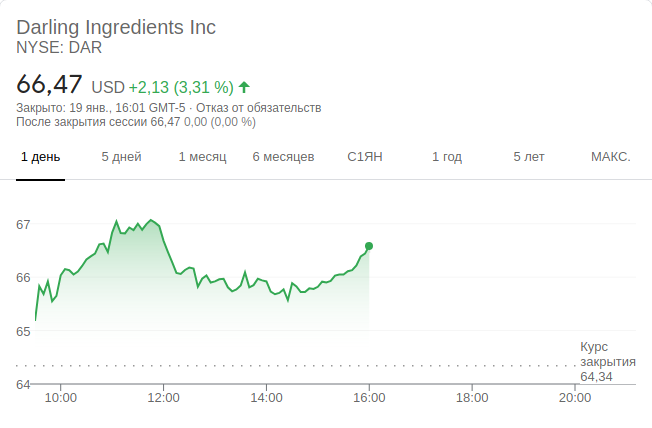 Darling Ingredients Inc
NYSE: DAR
66,47 USD +2,13 (3,31 %)
Закрыто: 19 янв., 16:01 GMT-5 · Отказ от обязательств
После закрытия сессии 66,47 0,00 (0,00 %)
1 день 5 дней 1 месяц 6 месяцев С1ЯН 1 год 5 лет МАКС.
67
66
65
Курс
закрытия
64,34
64
10:00 12:00 14:00 16:00 18:00 20:00